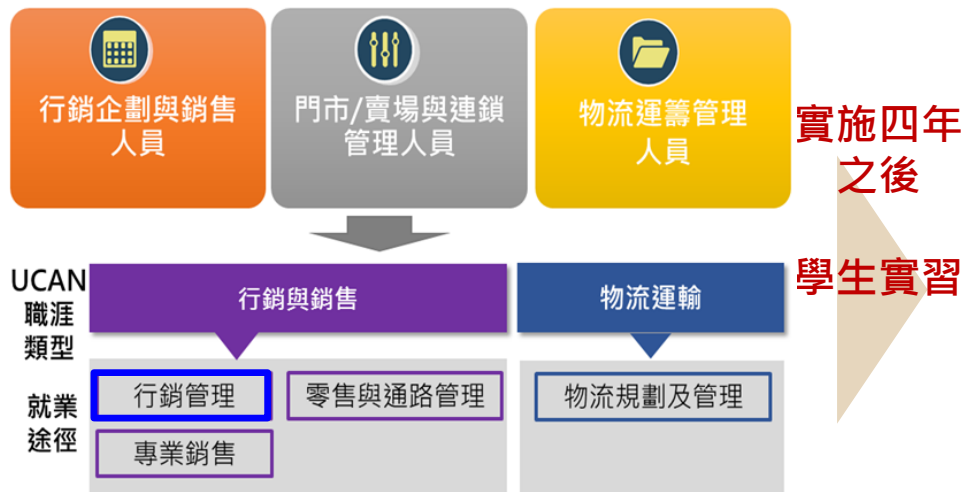 行銷企劃與銷售
人員
門市/賣場與連鎖
管理人員
物流運籌管理
人員
實施四年
之後
學生實習
UCAN
職涯
類型
行銷與銷售
物流運輸
就業
途徑
行銷管理
零售與通路管理
物流規劃及管理
專業銷售